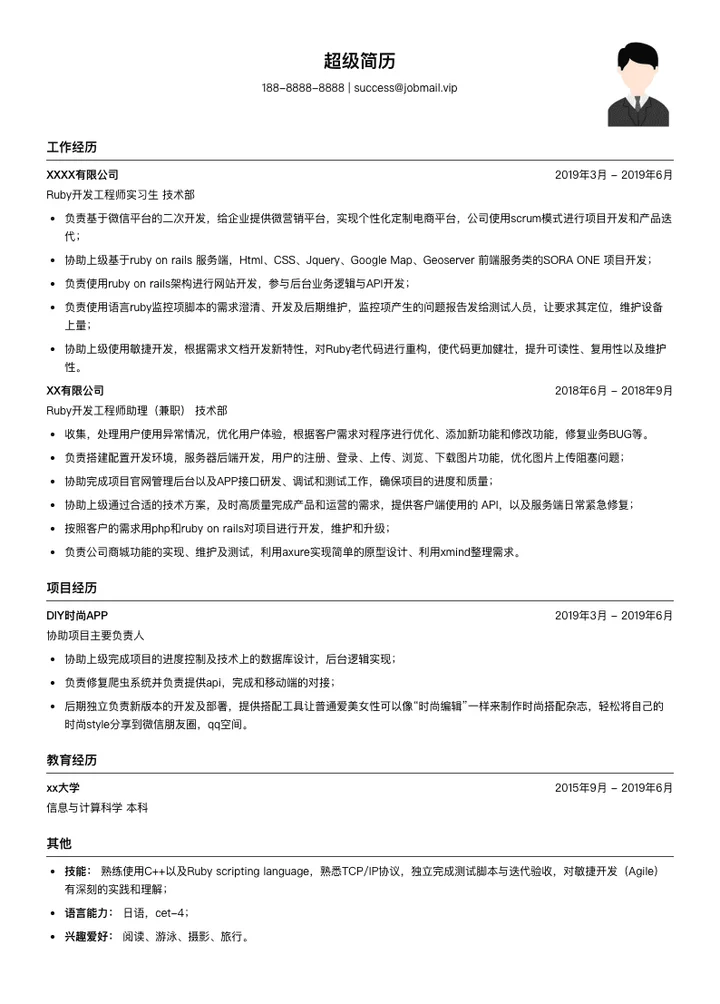 超级简历
188-8888-8888 | success@jobmail.vip
工作经历
XXXX有限公司 2019年3月 - 2019年6月
Ruby开发工程师实习生 技术部
• 负责基于微信平台的二次开发，给企业提供微营销平台，实现个性化定制电商平台，公司使用scrum模式进行项目开发和产品迭
代；
• 协助上级基于ruby on rails 服务端，Html、CSS、Jquery、Google Map、Geoserver 前端服务类的SORA ONE 项目开发；
• 负责使用ruby on rails架构进行网站开发，参与后台业务逻辑与API开发；
• 负责使用语言ruby监控项脚本的需求澄清、开发及后期维护，监控项产生的问题报告发给测试人员，让要求其定位，维护设备
上量；
• 协助上级使用敏捷开发，根据需求文档开发新特性，对Ruby老代码进行重构，使代码更加健壮，提升可读性、复用性以及维护
性。
XX有限公司 2018年6月 - 2018年9月
Ruby开发工程师助理（兼职） 技术部
• 收集，处理用户使用异常情况，优化用户体验，根据客户需求对程序进行优化、添加新功能和修改功能，修复业务BUG等。
• 负责搭建配置开发环境，服务器后端开发，用户的注册、登录、上传、浏览、下载图片功能，优化图片上传阻塞问题；
• 协助完成项目官网管理后台以及APP接口研发、调试和测试工作，确保项目的进度和质量；
• 协助上级通过合适的技术方案，及时高质量完成产品和运营的需求，提供客户端使用的 API，以及服务端日常紧急修复；
• 按照客户的需求用php和ruby on rails对项目进行开发，维护和升级；
• 负责公司商城功能的实现、维护及测试，利用axure实现简单的原型设计、利用xmind整理需求。
项目经历
DIY时尚APP 2019年3月 - 2019年6月
协助项目主要负责人
• 协助上级完成项目的进度控制及技术上的数据库设计，后台逻辑实现；
• 负责修复爬虫系统并负责提供api，完成和移动端的对接；
• 后期独立负责新版本的开发及部署，提供搭配工具让普通爱美女性可以像“时尚编辑”一样来制作时尚搭配杂志，轻松将自己的
时尚style分享到微信朋友圈，qq空间。
教育经历
xx大学 2015年9月 - 2019年6月
信息与计算科学 本科
其他
• 技能： 熟练使用C++以及Ruby scripting language，熟悉TCP/IP协议，独立完成测试脚本与迭代验收，对敏捷开发（Agile）
有深刻的实践和理解；
• 语言能力： 日语，cet-4；
• 兴趣爱好： 阅读、游泳、摄影、旅行。